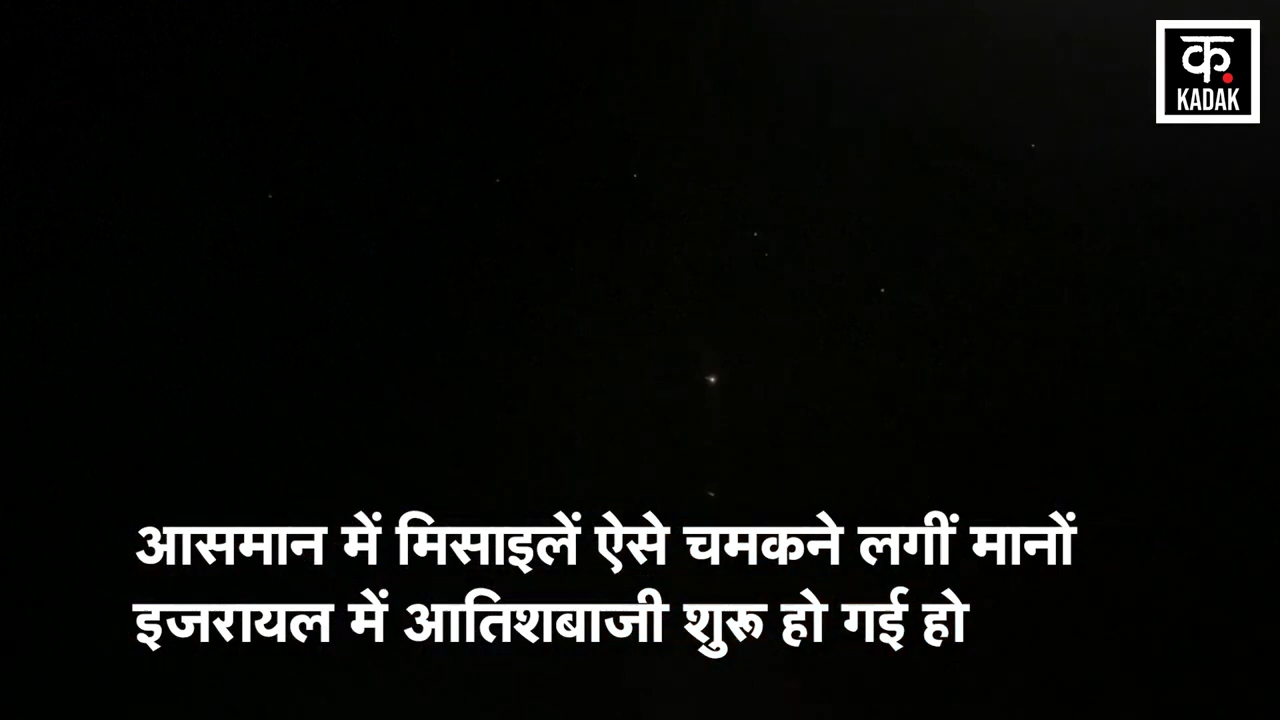 क.
KADAK
आसमान में मिसाइलें ऐसे चमकने लगीं मानों
इजरायल में आतिशबाजी शुरू हो गई हो